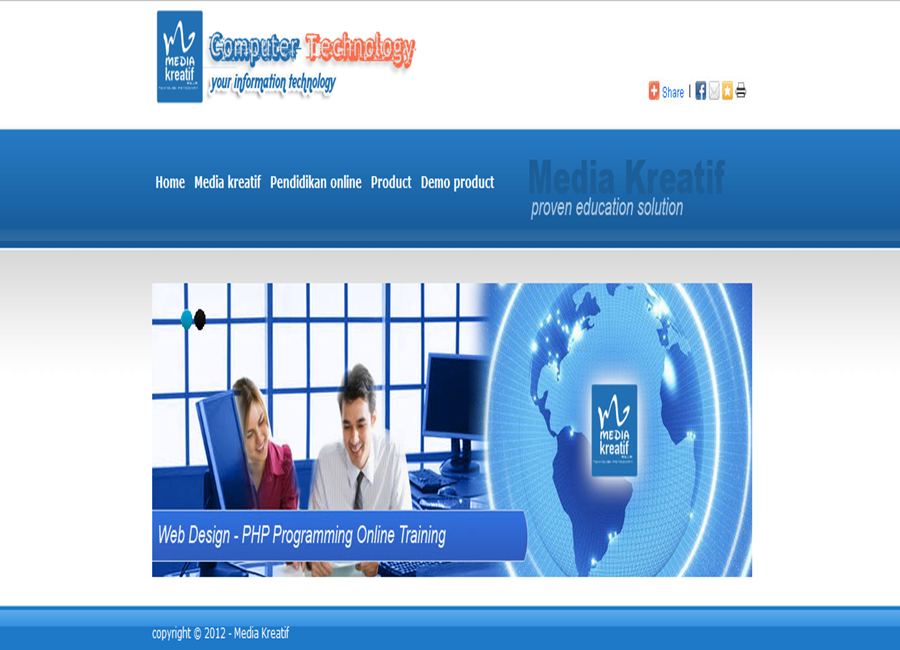 MEDIA
kreatif
Computer Technology
your information technology
Share |
Home Media kreatif Pendidikan online Product Demo product
Media Kreatif
proven education solution
MEDIA
kreatif
Web Design - PHP Programming Online Training
copyright © 2012 - Media Kreatif